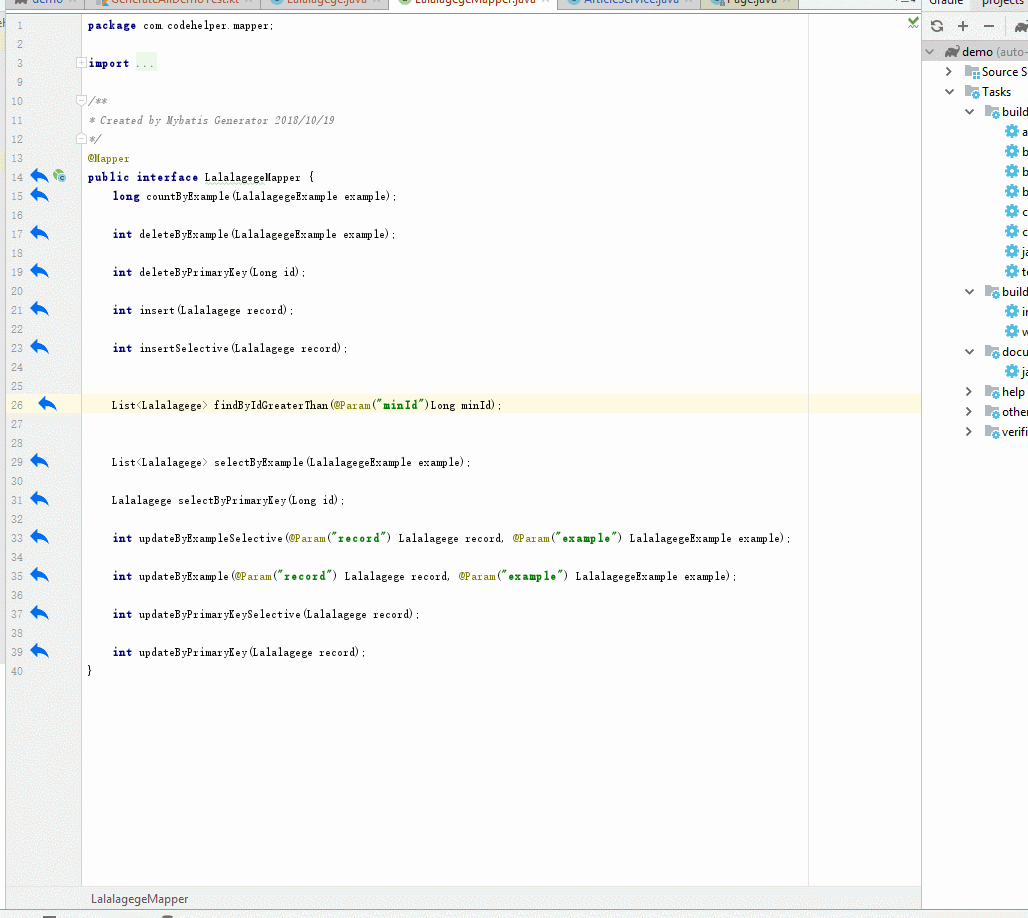 demo
GenerateAllDemoTest.kt
Lalalagege.java
LalalagegeMapper.java
ArticleService.java
Page.java
Gradle
projects
1 package com.codehelper.mapper;
2
3 import ...
9
10 /**
11 * Created by Mybatis Generator 2018/10/19
12 */
13 @Mapper
14 public interface LalalagegeMapper {
15 long countByExample(LalalagegeExample example);
16
17 int deleteByExample(LalalagegeExample example);
18
19 int deleteByPrimaryKey(Long id);
20
21 int insert(Lalalagege record);
22
23 int insertSelective(Lalalagege record);
24
25
26 List<Lalalagege> findByIdGreaterThan(@Param("minId")Long minId);
27
28
29 List<Lalalagege> selectByExample(LalalagegeExample example);
30
31 Lalalagege selectByPrimaryKey(Long id);
32
33 int updateByExampleSelective(@Param("record") Lalalagege record, @Param("example") LalalagegeExample example);
34
35 int updateByExample(@Param("record") Lalalagege record, @Param("example") LalalagegeExample example);
36
37 int updateByPrimaryKeySelective(Lalalagege record);
38
39 int updateByPrimaryKey(Lalalagege record);
40 }
LalalagegeMapper
demo (auto-
Source S
Tasks
build
a
b
b
b
c
c
ja
te
build
in
w
docu
ja
help
othe
verifi